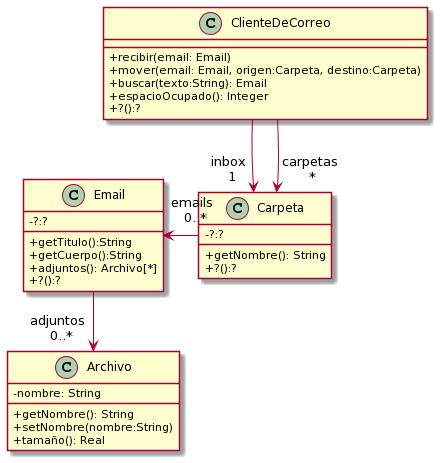 C ClienteDeCorreo
+recibir(email: Email)
+mover(email: Email, origen:Carpeta, destino:Carpeta)
+buscar(texto:String): Email
+espacioOcupado(): Integer
+?():?
inbox
1
carpetas
*
C Email
-?:?
+getTitulo():String
+getCuerpo():String
+adjuntos(): Archivo[*]
+?():?
emails
0..*
C Carpeta
-?:?
+getNombre(): String
+?():?
adjuntos
0..*
C Archivo
-nombre: String
+getNombre(): String
+setNombre(nombre:String)
+tamaño(): Real